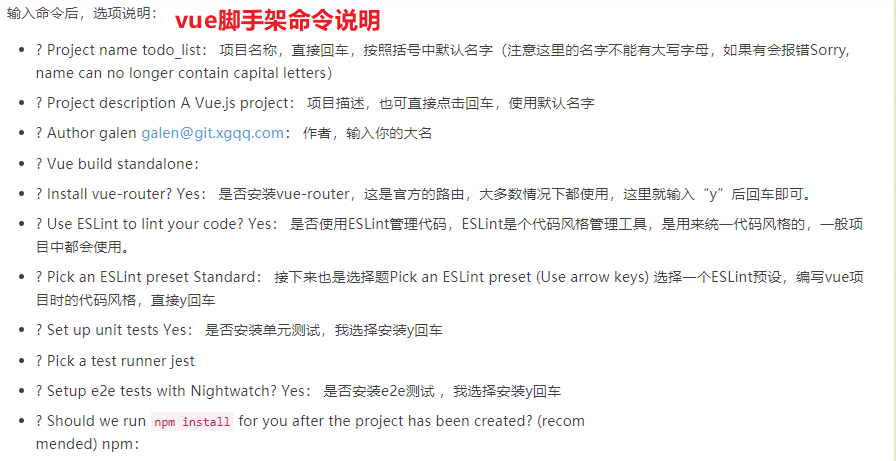 输入命令后，选项说明： vue脚手架命令说明
? Project name todo_list： 项目名称，直接回车，按照括号中默认名字（注意这里的名字不能有大写字母，如果有会报错Sorry,
name can no longer contain capital letters）
? Project description A Vue.js project： 项目描述，也可直接点击回车，使用默认名字
? Author galen galen@git.xgqq.com： 作者，输入你的大名
? Vue build standalone：
? Install vue-router? Yes： 是否安装vue-router，这是官方的路由，大多数情况下都使用，这里就输入“y”后回车即可。
? Use ESLint to lint your code? Yes： 是否使用ESLint管理代码，ESLint是个代码风格管理工具，是用来统一代码风格的，一般项
目中都会使用。
? Pick an ESLint preset Standard： 接下来也是选择题Pick an ESLint preset (Use arrow keys) 选择一个ESLint预设，编写vue项
目时的代码风格，直接y回车
? Set up unit tests Yes： 是否安装单元测试，我选择安装y回车
? Pick a test runner jest
? Setup e2e tests with Nightwatch? Yes： 是否安装e2e测试 ，我选择安装y回车
? Should we run npm install for you after the project has been created? (recom
mended) npm：